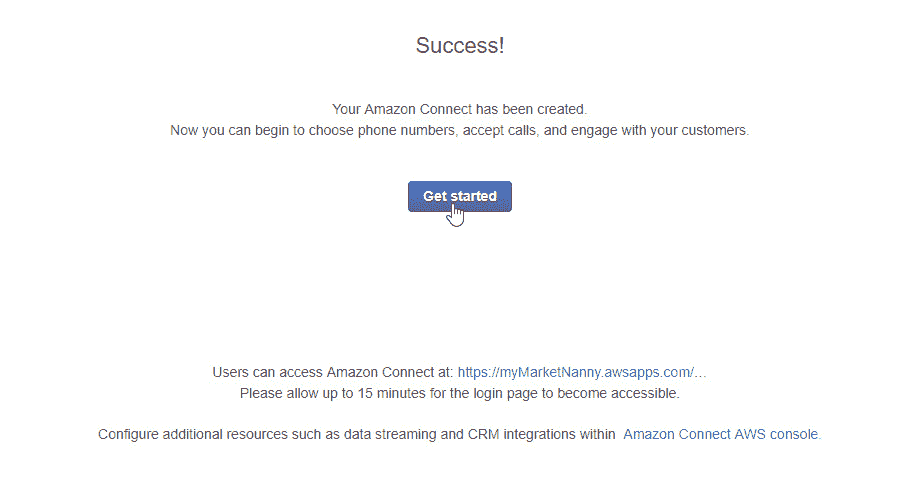 Success!
Your Amazon Connect has been created.
Now you can begin to choose phone numbers, accept calls, and engage with your customers.
Get started
Users can access Amazon Connect at: https://myMarketNanny.awsapps.com/…
Please allow up to 15 minutes for the login page to become accessible.
Configure additional resources such as data streaming and CRM integrations within Amazon Connect AWS console.